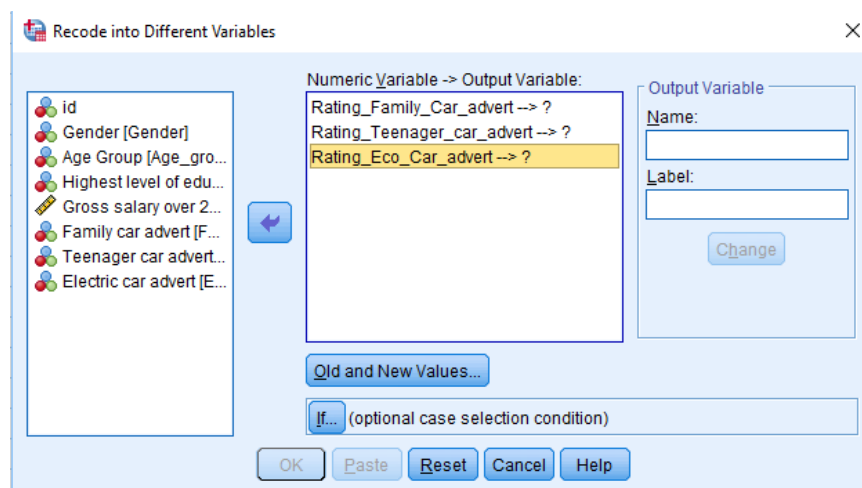 Recode into Different Variables
id
Gender [Gender]
Age Group [Age_gro...
Highest level of edu...
Gross salary over 2...
Family car advert [F...
Teenager car advert...
Electric car advert [E...
Numeric Variable -> Output Variable:
Rating_Family_Car_advert --> ?
Rating_Teenager_car_advert --> ?
Rating_Eco_Car_advert --> ?
Output Variable
Name:
Label:
Change
Old and New Values...
If... (optional case selection condition)
OK Paste Reset Cancel Help